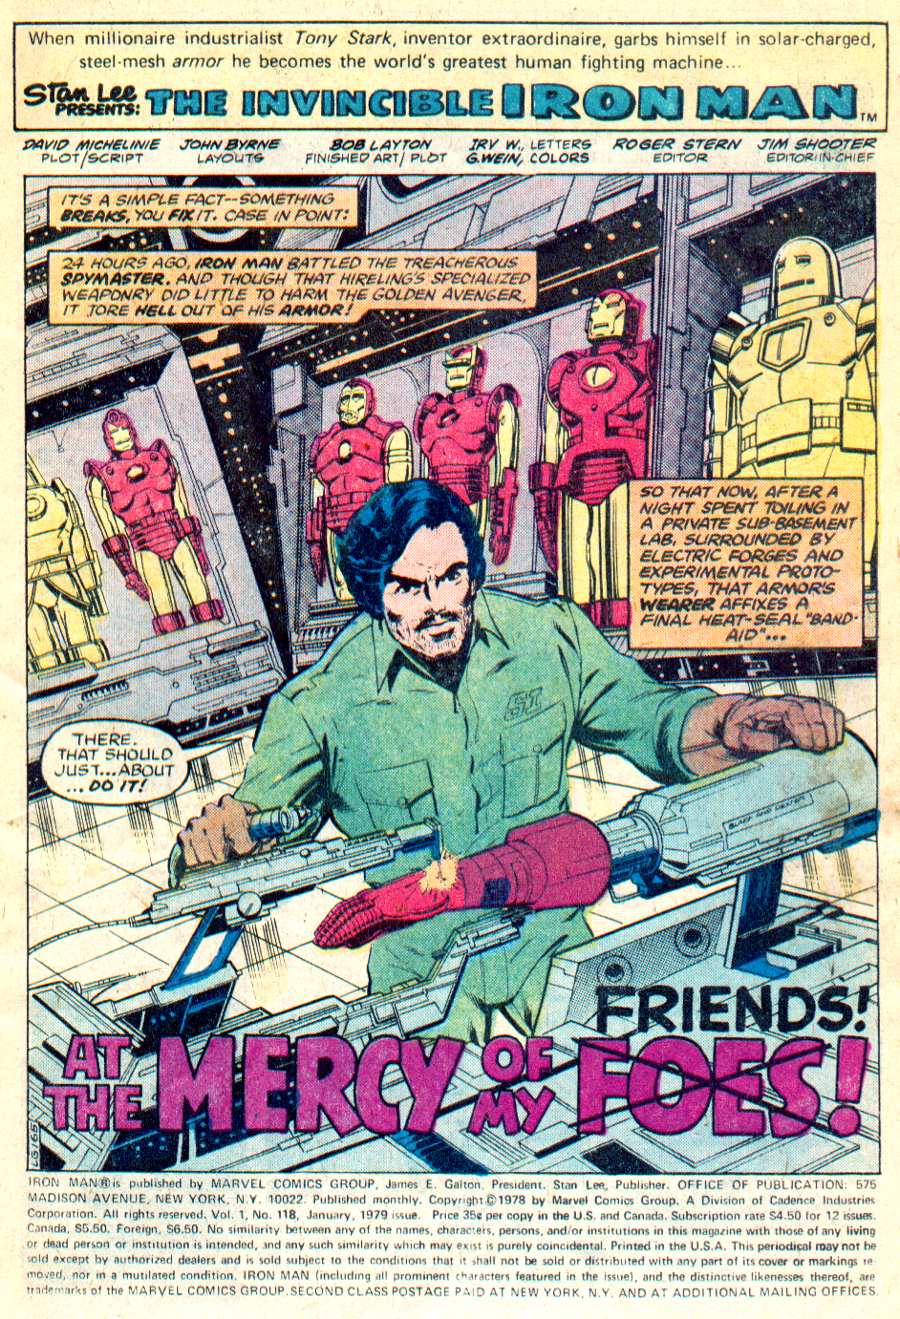 When millionaire industrialist Tony Stark, inventor extraordinaire, garbs himself in solar-charged,
steel-mesh armor he becomes the world's greatest human fighting machine...
Stan Lee
PRESENTS: THE INVINCIBLE IRON MAN™
DAVID MICHELINIE
PLOT/SCRIPT
JOHN BYRNE
LAYOUTS
BOB LAYTON
FINISHED ART/PLOT
IRV W., LETTERS
G. WEIN, COLORS
ROGER STERN
EDITOR
JIM SHOOTER
EDITOR-IN-CHIEF
IT'S A SIMPLE FACT--SOMETHING
BREAKS, YOU FIX IT. CASE IN POINT:
24 HOURS AGO, IRON MAN BATTLED THE TREACHEROUS
SPYMASTER. AND THOUGH THAT HIRELING'S SPECIALIZED
WEAPONRY DID LITTLE TO HARM THE GOLDEN AVENGER,
IT TORE HELL OUT OF HIS ARMOR!
SO THAT NOW, AFTER A
NIGHT SPENT TOILING IN
A PRIVATE SUB-BASEMENT
LAB, SURROUNDED BY
ELECTRIC FORGES AND
EXPERIMENTAL PROTO-
TYPES, THAT ARMOR'S
WEARER AFFIXES A
FINAL HEAT-SEAL "BAND-
AID"...
SI
THERE.
THAT SHOULD
JUST...ABOUT
...DO IT!
FRIENDS!
AT THE MERCY OF MY FOES!
LG165
IRON MAN® is published by MARVEL COMICS GROUP. James E. Galton, President. Stan Lee, Publisher. OFFICE OF PUBLICATION: 575
MADISON AVENUE, NEW YORK, N.Y. 10022. Published monthly. Copyright © 1978 by Marvel Comics Group, A Division of Cadence Industries
Corporation. All rights reserved. Vol. 1, No. 118, January, 1979 issue. Price 35¢ per copy in the U.S. and Canada. Subscription rate $4.50 for 12 issues.
Canada, $5.50. Foreign, $6.50. No similarity between any of the names, characters, persons, and/or institutions in this magazine with those of any living
or dead person or institution is intended, and any such similarity which may exist is purely coincidental. Printed in the U.S.A. This periodical may not be
sold except by authorized dealers and is sold subject to the conditions that it shall not be sold or distributed with any part of its cover or markings re-
moved, nor in a mutilated condition. IRON MAN (including all prominent characters featured in the issue), and the distinctive likenesses thereof, are
trademarks of the MARVEL COMICS GROUP. SECOND CLASS POSTAGE PAID AT NEW YORK, N.Y. AND AT ADDITIONAL MAILING OFFICES.